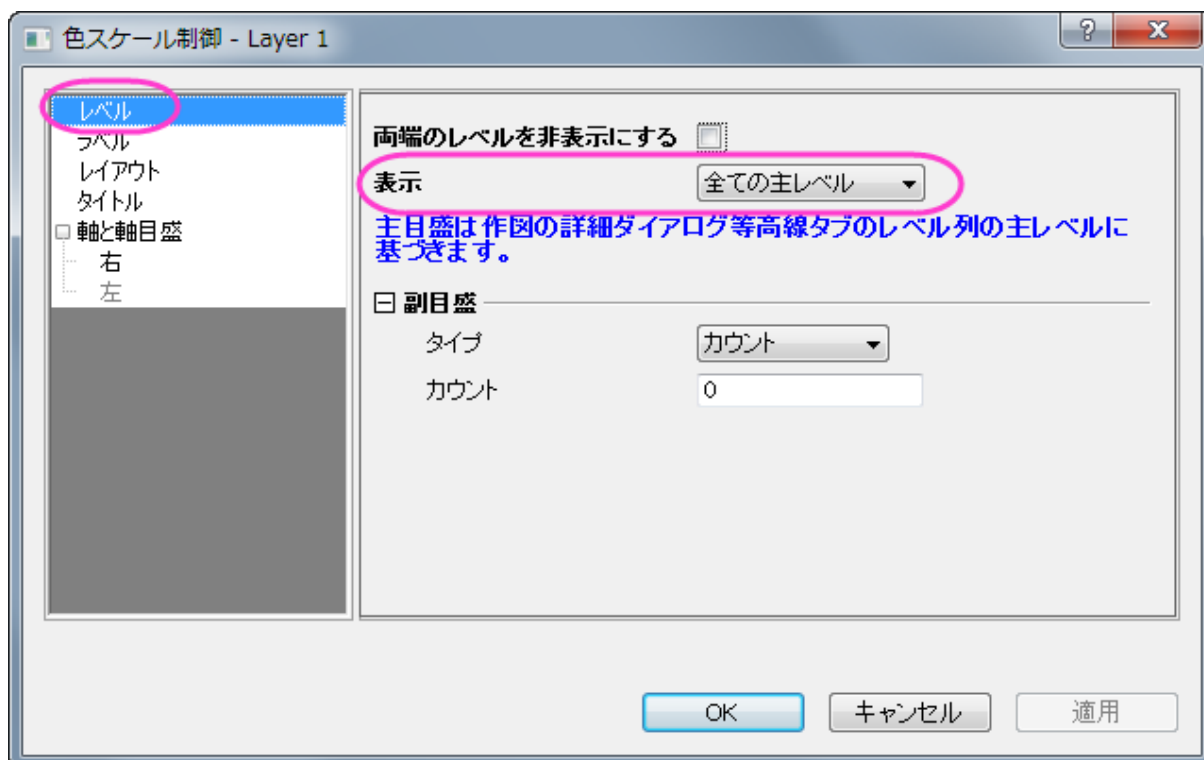 色スケール制御 - Layer 1
?
レベル
ラベル
レイアウト
タイトル
軸と軸目盛
右
左
両端のレベルを非表示にする
表示 全ての主レベル
主目盛は作図の詳細ダイアログ等高線タブのレベル列の主レベルに
基づきます。
副目盛
タイプ カウント
カウント 0
OK キャンセル 適用